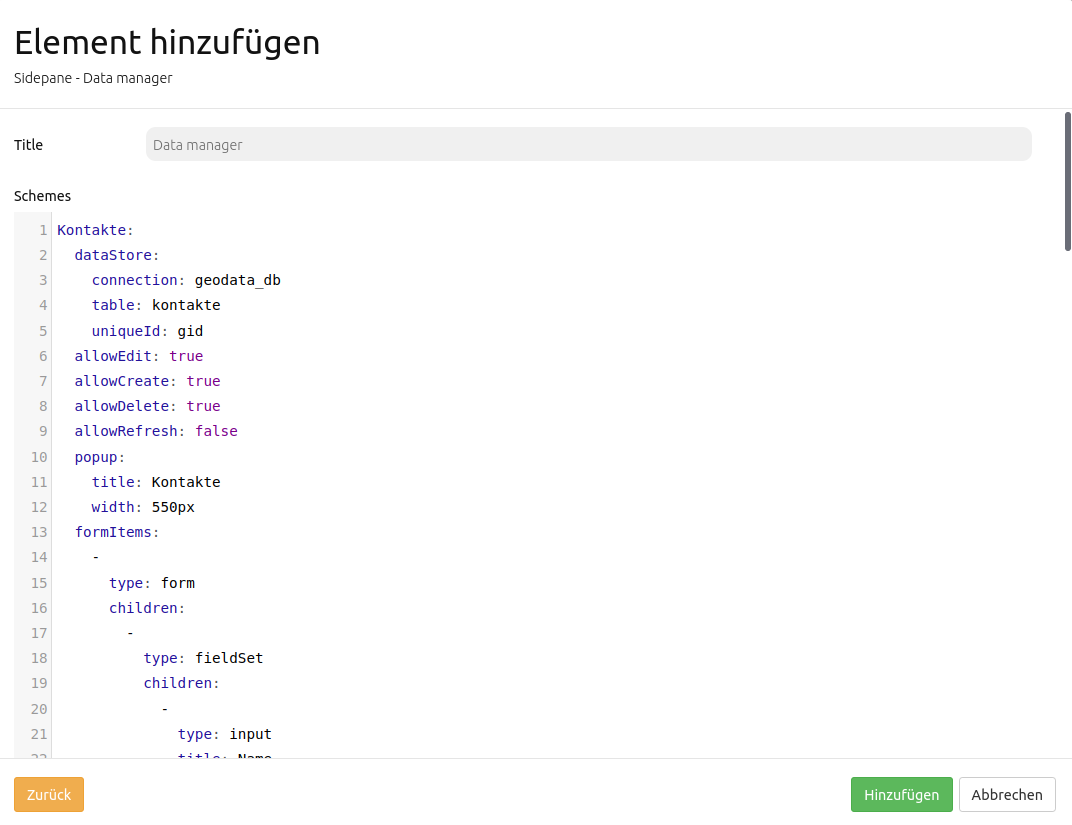 Element hinzufügen
Sidepane - Data manager
Title
Data manager
Schemes
1 Kontakte:
2   dataStore:
3     connection: geodata_db
4     table: kontakte
5     uniqueId: gid
6   allowEdit: true
7   allowCreate: true
8   allowDelete: true
9   allowRefresh: false
10   popup:
11     title: Kontakte
12     width: 550px
13   formItems:
14     -
15       type: form
16       children:
17         -
18           type: fieldSet
19           children:
20             -
21               type: input
22               title: Name
Zurück
Hinzufügen
Abbrechen